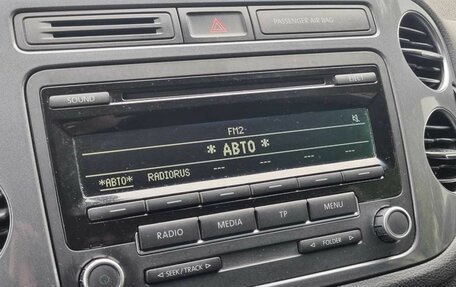 PASSENGER AIR BAG
SOUND
EJECT
FM2
* АВТО *
*АВТО* RADIORUS --- --- --- ---
RADIO
MEDIA
TP
MENU
SEEK/TRACK
FOLDER